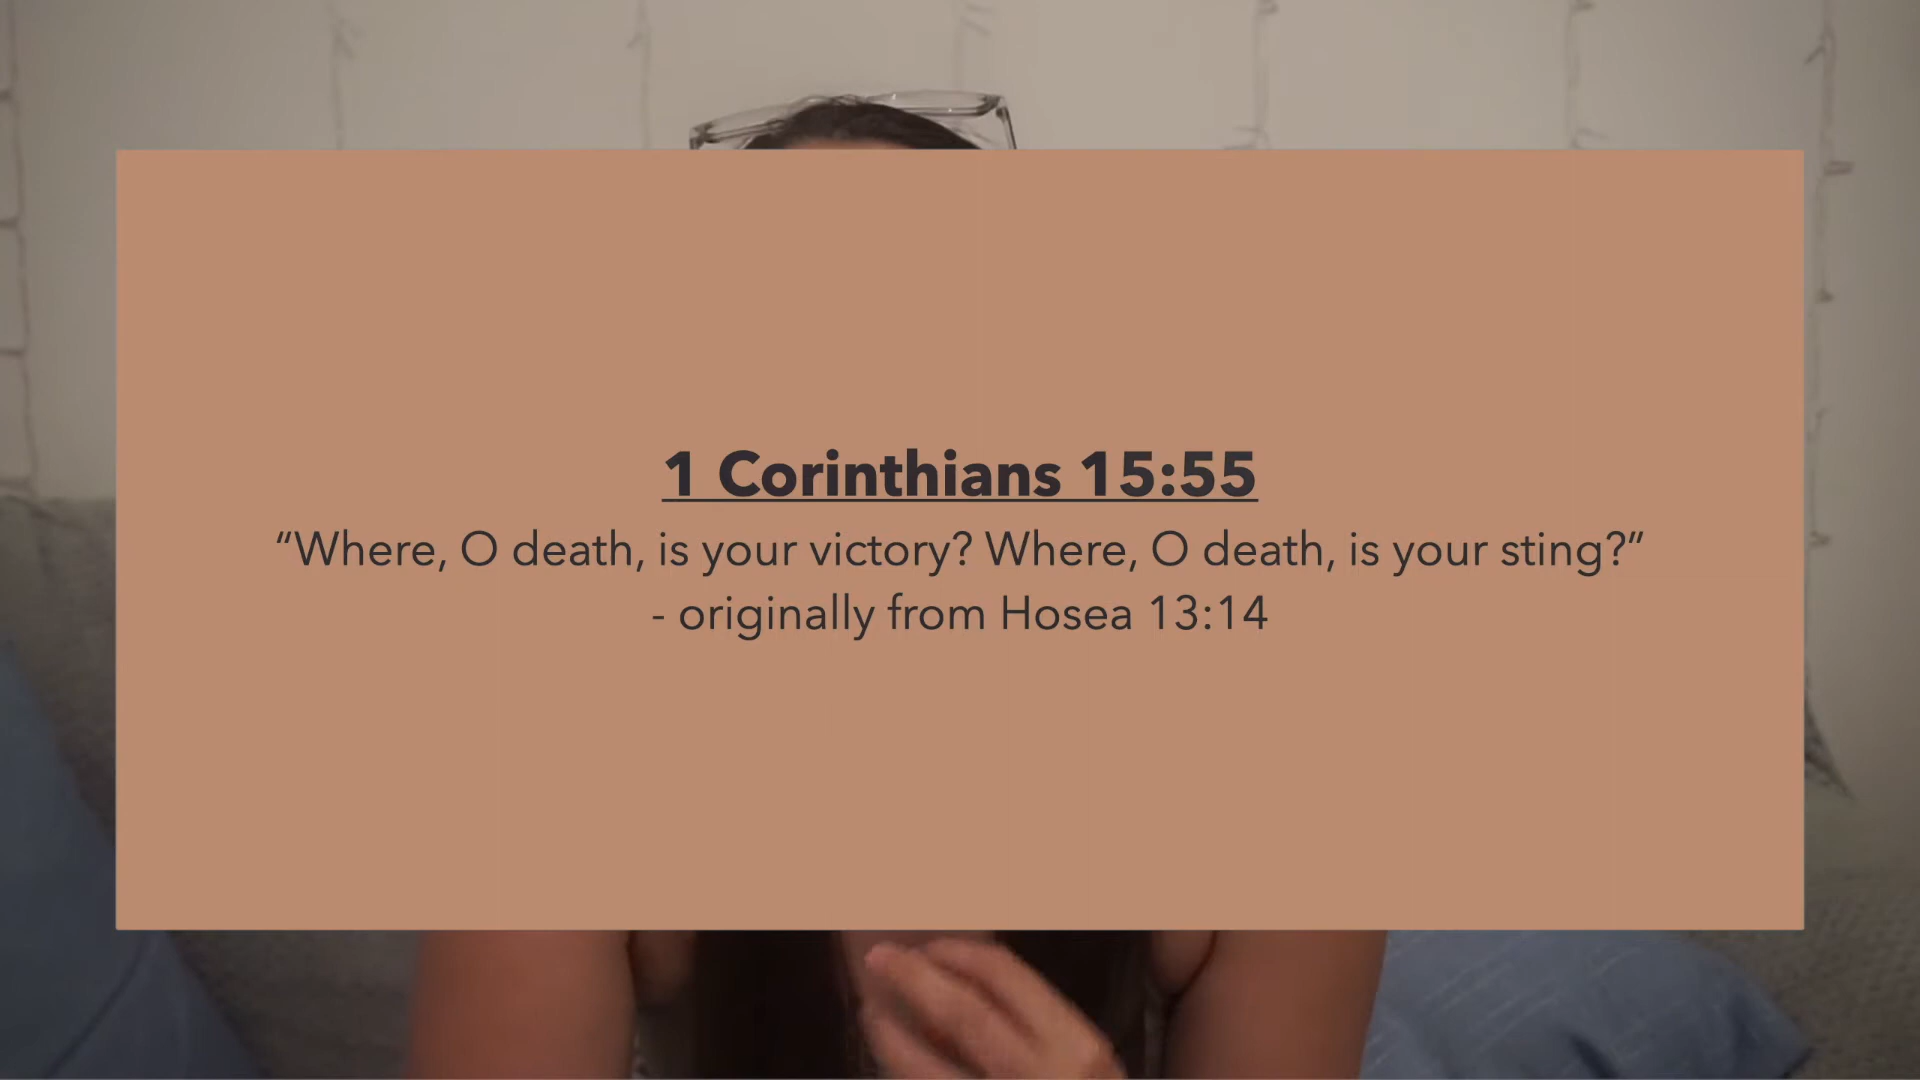 1 Corinthians 15:55
“Where, O death, is your victory? Where, O death, is your sting?”
- originally from Hosea 13:14